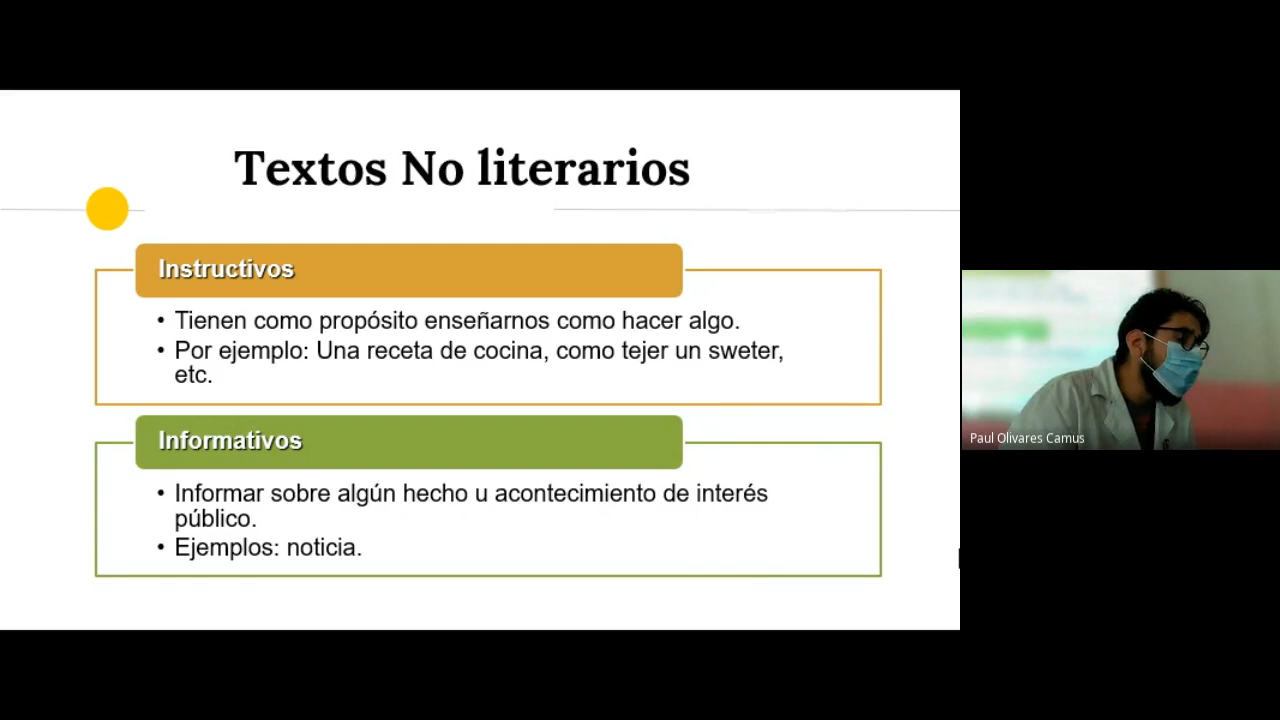 Textos No literarios
Instructivos
• Tienen como propósito enseñarnos como hacer algo.
• Por ejemplo: Una receta de cocina, como tejer un sweter,
etc.
Informativos
• Informar sobre algún hecho u acontecimiento de interés
público.
• Ejemplos: noticia.
Paul Olivares Camus